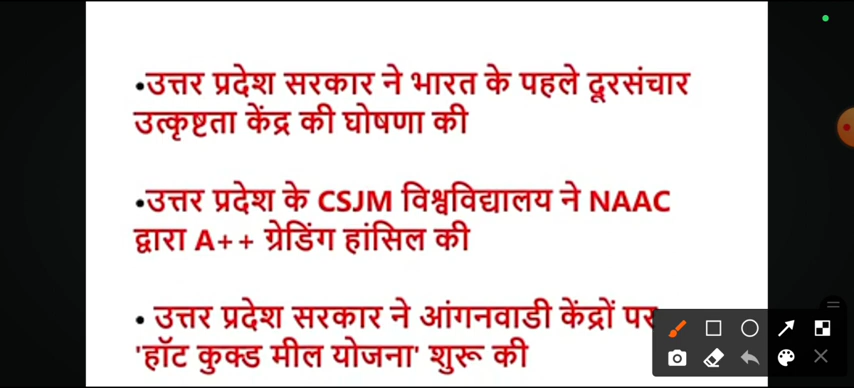 •उत्तर प्रदेश सरकार ने भारत के पहले दूरसंचार
उत्कृष्टता केंद्र की घोषणा की
•उत्तर प्रदेश के CSJM विश्वविद्यालय ने NAAC
द्वारा A++ ग्रेडिंग हांसिल की
• उत्तर प्रदेश सरकार ने आंगनवाडी केंद्रों पर
'हॉट कुक्ड मील योजना' शुरू की